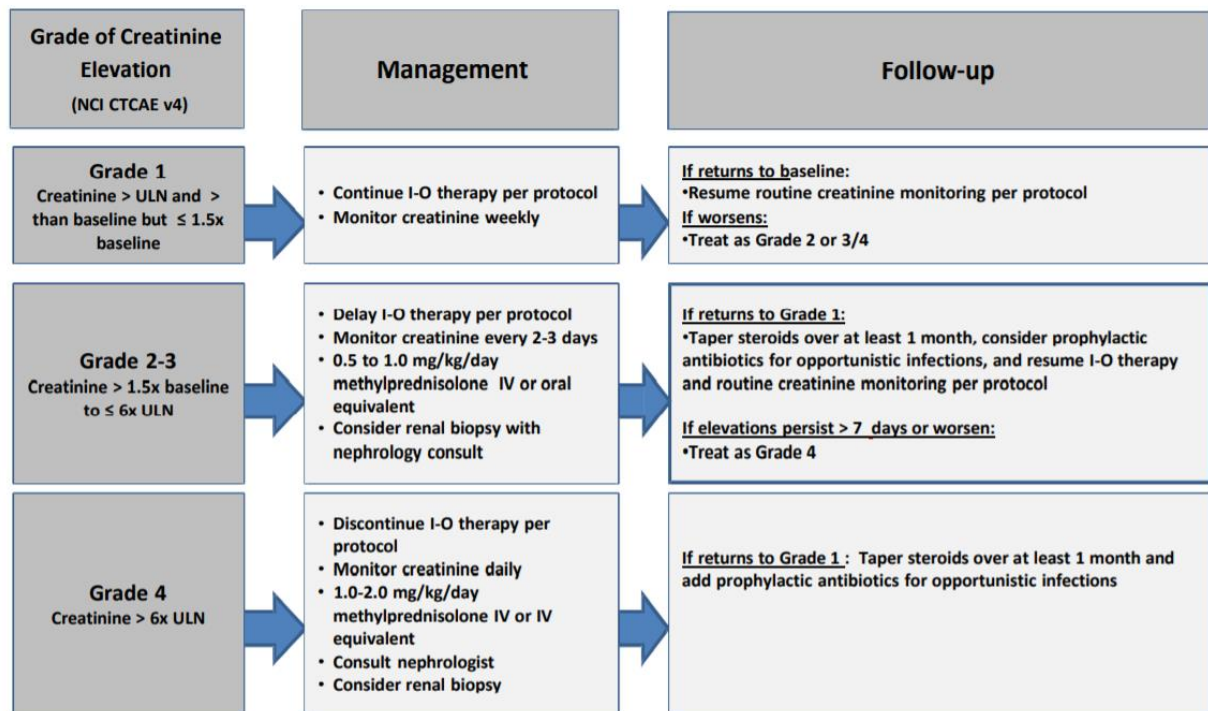 Grade of Creatinine
Elevation
(NCI CTCAE v4)
Management
Follow-up
Grade 1
Creatinine > ULN and >
than baseline but ≤ 1.5x
baseline
• Continue I-O therapy per protocol
• Monitor creatinine weekly
If returns to baseline:
•Resume routine creatinine monitoring per protocol
If worsens:
•Treat as Grade 2 or 3/4
Grade 2-3
Creatinine > 1.5x baseline
to ≤ 6x ULN
• Delay I-O therapy per protocol
• Monitor creatinine every 2-3 days
• 0.5 to 1.0 mg/kg/day
methylprednisolone IV or oral
equivalent
• Consider renal biopsy with
nephrology consult
If returns to Grade 1:
•Taper steroids over at least 1 month, consider prophylactic
antibiotics for opportunistic infections, and resume I-O therapy
and routine creatinine monitoring per protocol
If elevations persist > 7 days or worsen:
•Treat as Grade 4
Grade 4
Creatinine > 6x ULN
• Discontinue I-O therapy per
protocol
• Monitor creatinine daily
• 1.0-2.0 mg/kg/day
methylprednisolone IV or IV
equivalent
• Consult nephrologist
• Consider renal biopsy
If returns to Grade 1 : Taper steroids over at least 1 month and
add prophylactic antibiotics for opportunistic infections